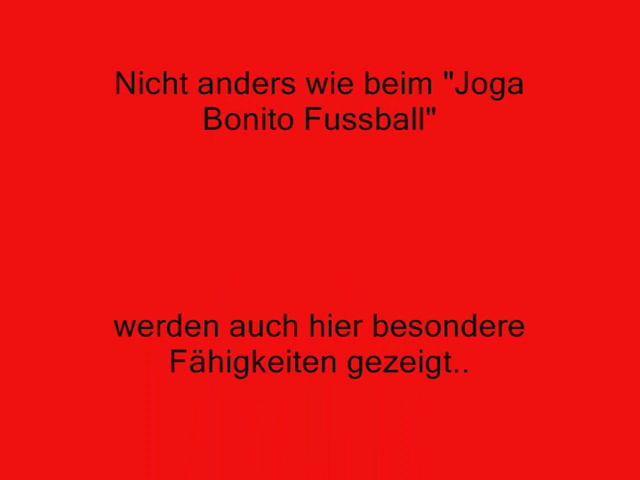 Nicht anders wie beim "Joga
Bonito Fussball"
werden auch hier besondere
Fähigkeiten gezeigt..